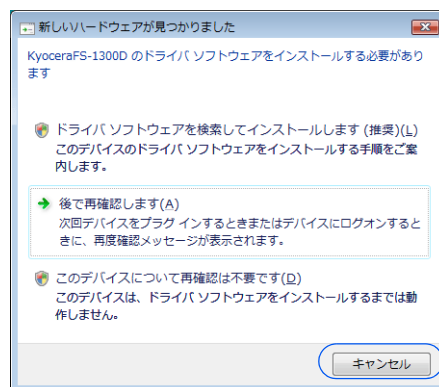 新しいハードウェアが見つかりました
KyoceraFS-1300D のドライバ ソフトウェアをインストールする必要があり
ます
ドライバ ソフトウェアを検索してインストールします (推奨)(L)
このデバイスのドライバ ソフトウェアをインストールする手順をご案
内します。
後で再確認します(A)
次回デバイスをプラグ インするときまたはデバイスにログオンすると
きに、再度確認メッセージが表示されます。
このデバイスについて再確認は不要です(D)
このデバイスは、ドライバ ソフトウェアをインストールするまでは動
作しません。
キャンセル